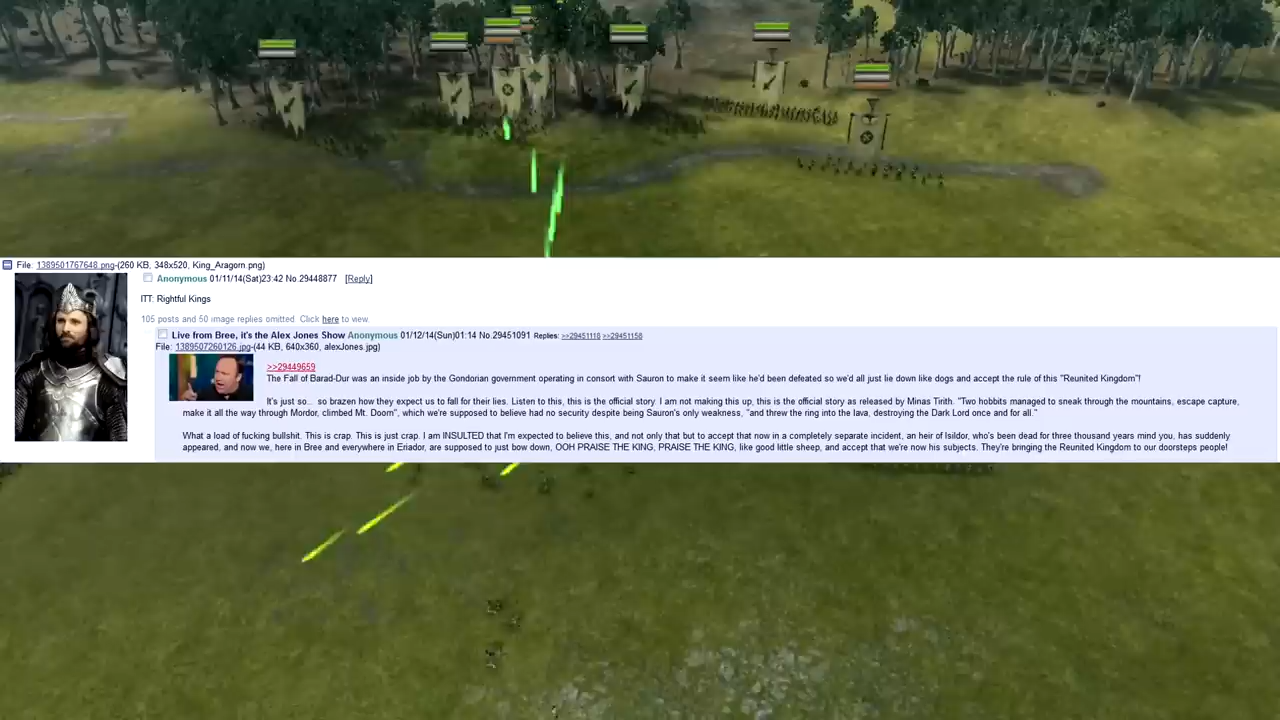 File: 1389501767648.png-(260 KB, 348x520, King_Aragorn.png)
Anonymous 01/11/14(Sat)23:42 No.29448877 [Reply]
ITT: Rightful Kings
105 posts and 50 image replies omitted. Click here to view.
Live from Bree, it's the Alex Jones Show Anonymous 01/12/14(Sun)01:14 No.29451091 Replies: >>29451118 >>29451158
File: 1389507260126.jpg-(44 KB, 640x360, alexJones.jpg)
>>29449659
The Fall of Barad-Dur was an inside job by the Gondorian government operating in consort with Sauron to make it seem like he'd been defeated so we'd all just lie down like dogs and accept the rule of this "Reunited Kingdom"!
It's just so... so brazen how they expect us to fall for their lies. Listen to this, this is the official story. I am not making this up, this is the official story as released by Minas Tirith. "Two hobbits managed to sneak through the mountains, escape capture,
make it all the way through Mordor, climbed Mt. Doom", which we're supposed to believe had no security despite being Sauron's only weakness, "and threw the ring into the lava, destroying the Dark Lord once and for all."
What a load of fucking bullshit. This is crap. This is just crap. I am INSULTED that I'm expected to believe this, and not only that but to accept that now in a completely separate incident, an heir of Isildor, who's been dead for three thousand years mind you, has suddenly
appeared, and now we, here in Bree and everywhere in Eriador, are supposed to just bow down, OOH PRAISE THE KING, PRAISE THE KING, like good little sheep, and accept that we're now his subjects. They're bringing the Reunited Kingdom to our doorsteps people!